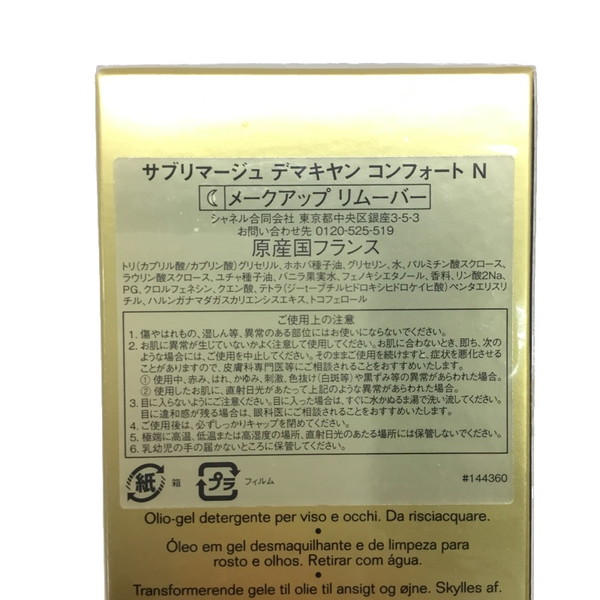 サブリマージュ デマキヤン コンフォート N
メークアップ リムーバー
シャネル合同会社 東京都中央区銀座3-5-3
お問い合わせ先 0120-525-519
原産国フランス
トリ(カプリル酸/カプリン酸)グリセリル、ホホバ種子油、グリセリン、水、パルミチン酸スクロース、
ラウリン酸スクロース、ユチャ種子油、バニラ果実水、フェノキシエタノール、香料、リン酸2Na、
PG、クロルフェネシン、クエン酸、テトラ(ジーtーブチルヒドロキシヒドロケイヒ酸)ペンタエリスリ
チル、ハルンガナマダガスカリエンシスエキス、トコフェロール
ご使用上の注意
1. 傷やはれもの、湿しん等、異常のある部位にはお使いにならないでください。
2. お肌に異常が生じていないかよく注意して使用してください。お肌に合わないとき、即ち、次の
ような場合には、ご使用を中止してください。そのままご使用を続けますと、症状を悪化させる
ことがありますので、皮膚科専門医等にご相談されることをおすすめいたします。
① 使用中、赤み、はれ、かゆみ、刺激、色抜け(白斑等)や黒ずみ等の異常があらわれた場合。
② 使用したお肌に、直射日光があたって上記のような異常があらわれた場合。
3. 目に入らないようにご注意ください。目に入った場合は、すぐに水かぬるま湯で洗い流してください。
目に違和感が残る場合は、眼科医にご相談されることをおすすめいたします。
4. ご使用後は、必ずしっかりキャップを閉めてください。
5. 極端に高温、低温または高湿度の場所、直射日光のあたる場所には保管しないでください。
6. 乳幼児の手の届かないところに保管してください。
紙 箱 プラ フィルム #144360
Olio-gel detergente per viso e occhi. Da risciacquare.
•
Óleo em gel desmaquilhante e de limpeza para
rosto e olhos. Retirar com água.
•
Transformerende gele til olie til ansigt og øjne. Skylles af.